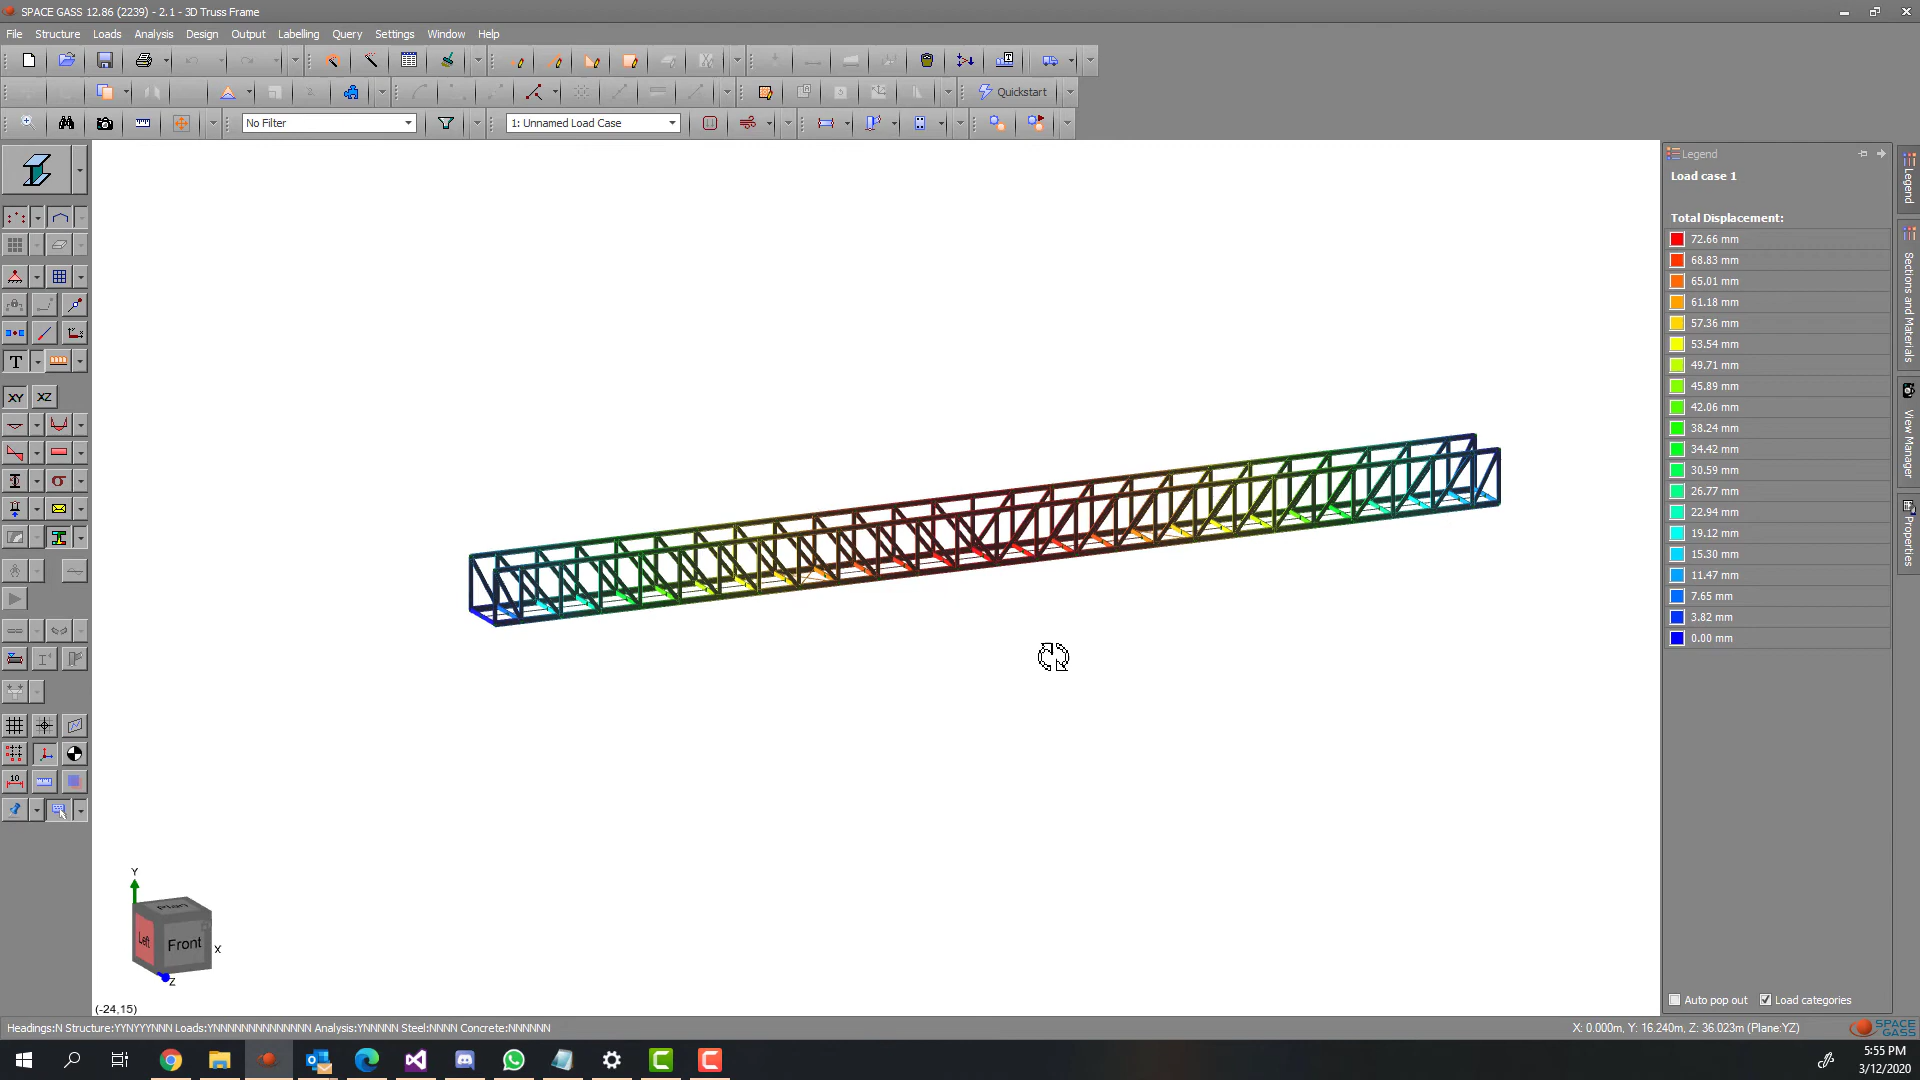 SPACE GASS 12.86 (2239) - 2.1 - 3D Truss Frame
File Structure Loads Analysis Design Output Labelling Query Settings Window Help
Quickstart
No Filter
1: Unnamed Load Case
Legend
Load case 1
Total Displacement:
72.66 mm
68.83 mm
65.01 mm
61.18 mm
57.36 mm
53.54 mm
49.71 mm
45.89 mm
42.06 mm
38.24 mm
34.42 mm
30.59 mm
26.77 mm
22.94 mm
19.12 mm
15.30 mm
11.47 mm
7.65 mm
3.82 mm
0.00 mm
Auto pop out Load categories
Legend
Sections and Materials
View Manager
Properties
T
XY XZ
10
Y
Plan
Left
Front
X
Z
(-24,15)
Headings:N Structure:YYNYYYNNN Loads:YNNNNNNNNNNNNNNN Analysis:YNNNNN Steel:NNNN Concrete:NNNNNN
X: 0.000m, Y: 16.240m, Z: 36.023m (Plane:YZ)
SPACE GASS
5:55 PM
3/12/2020